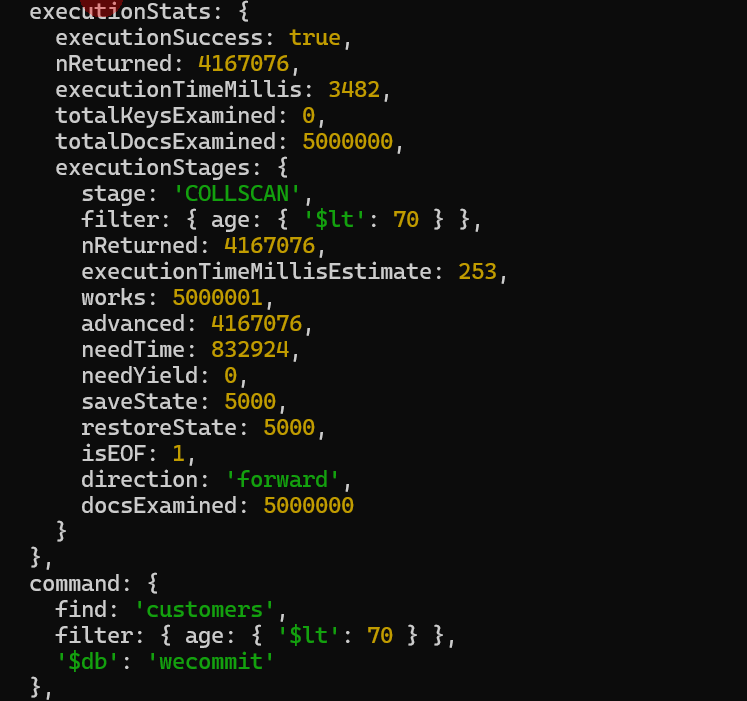 executionStats: {
executionSuccess: true,
nReturned: 4167076,
executionTimeMillis: 3482,
totalKeysExamined: 0,
totalDocsExamined: 5000000,
executionStages: {
stage: 'COLLSCAN',
filter: { age: { '$lt': 70 } },
nReturned: 4167076,
executionTimeMillisEstimate: 253,
works: 5000001,
advanced: 4167076,
needTime: 832924,
needYield: 0,
saveState: 5000,
restoreState: 5000,
isEOF: 1,
direction: 'forward',
docsExamined: 5000000
}
},
command: {
find: 'customers',
filter: { age: { '$lt': 70 } },
'$db': 'wecommit'
},